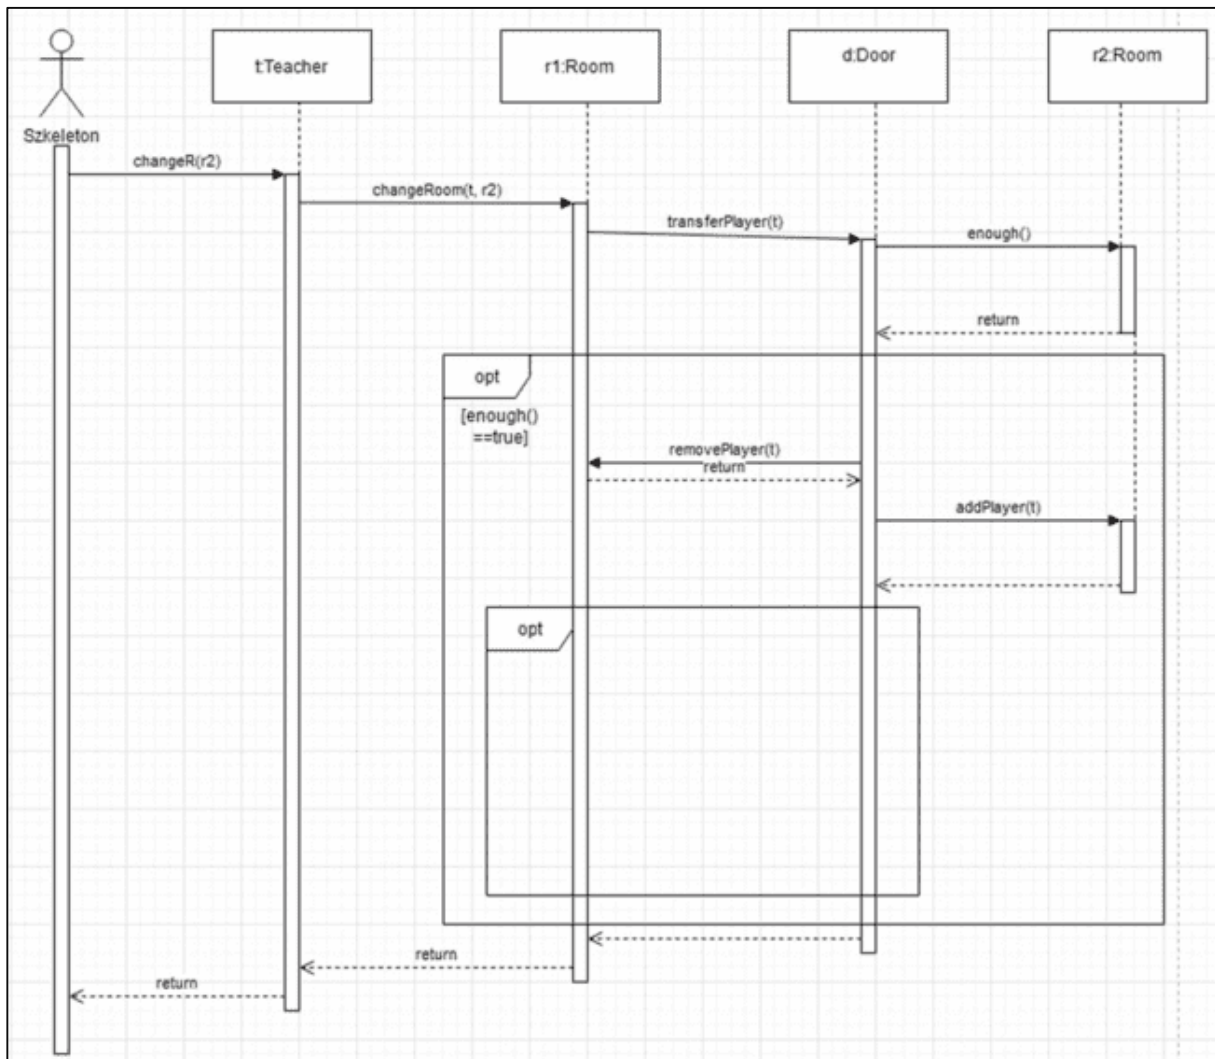 t:Teacher
r1:Room
d:Door
r2:Room
Szkeleton
changeR(r2)
changeRoom(t, r2)
transferPlayer(t)
enough()
return
opt
[enough()
==true]
removePlayer(t)
return
addPlayer(t)
opt
return
return